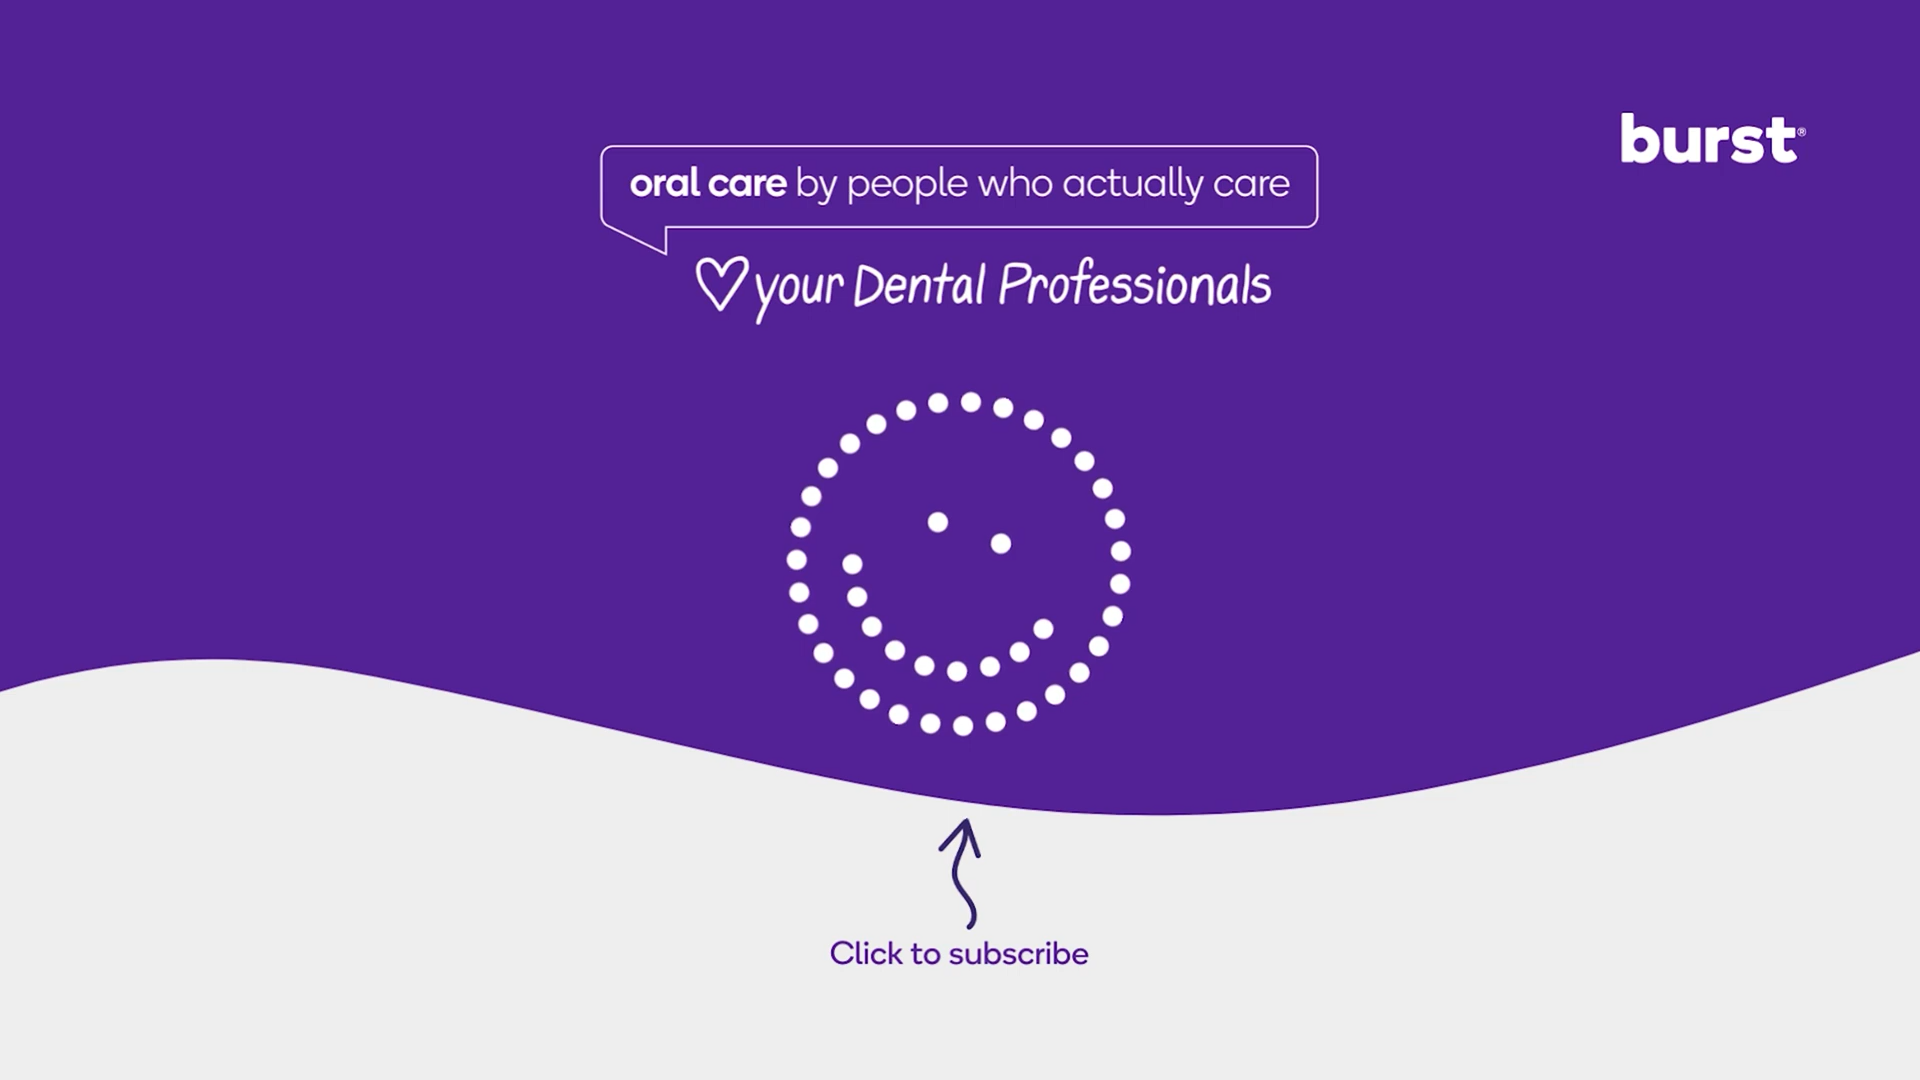 burst®
oral care by people who actually care
your Dental Professionals
Click to subscribe